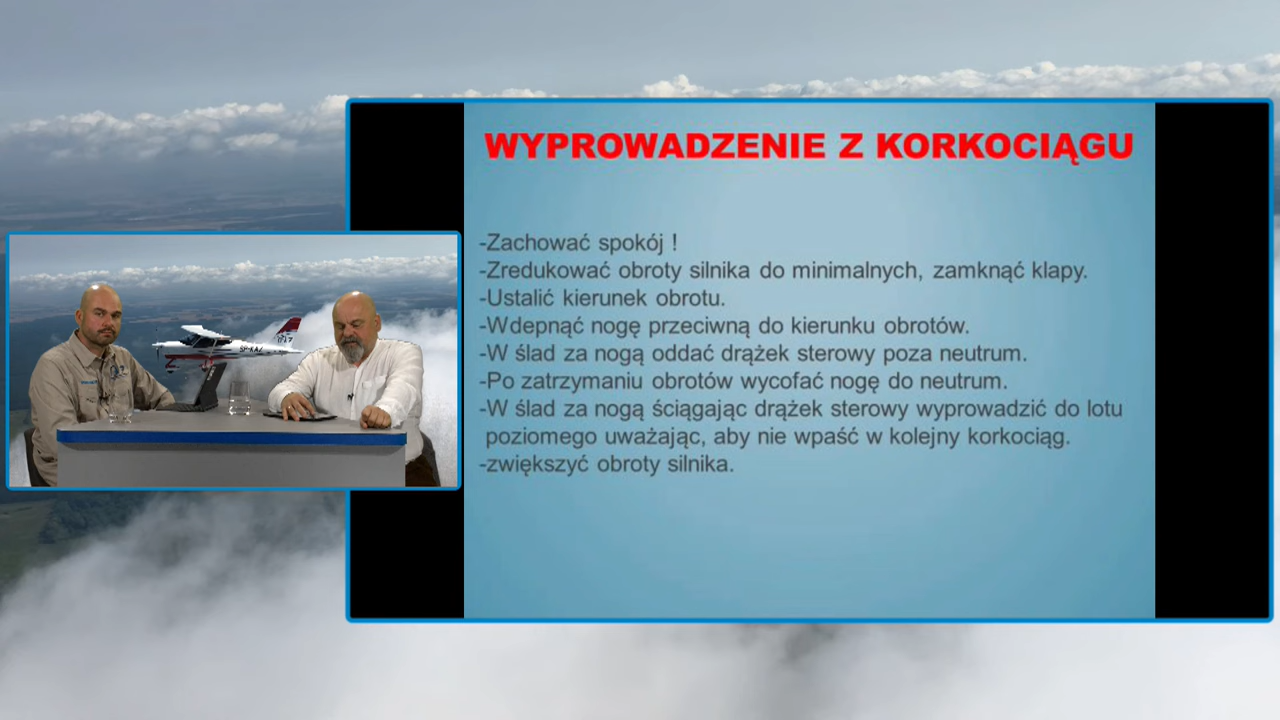 WYPROWADZENIE Z KORKOCIĄGU
-Zachować spokój !
-Zredukować obroty silnika do minimalnych, zamknąć klapy.
-Ustalić kierunek obrotu.
-Wdepnąć nogę przeciwną do kierunku obrotów.
-W ślad za nogą oddać drążek sterowy poza neutrum.
-Po zatrzymaniu obrotów wycofać nogę do neutrum.
-W ślad za nogą ściągając drążek sterowy wyprowadzić do lotu
poziomego uważając, aby nie wpaść w kolejny korkociąg.
-zwiększyć obroty silnika.